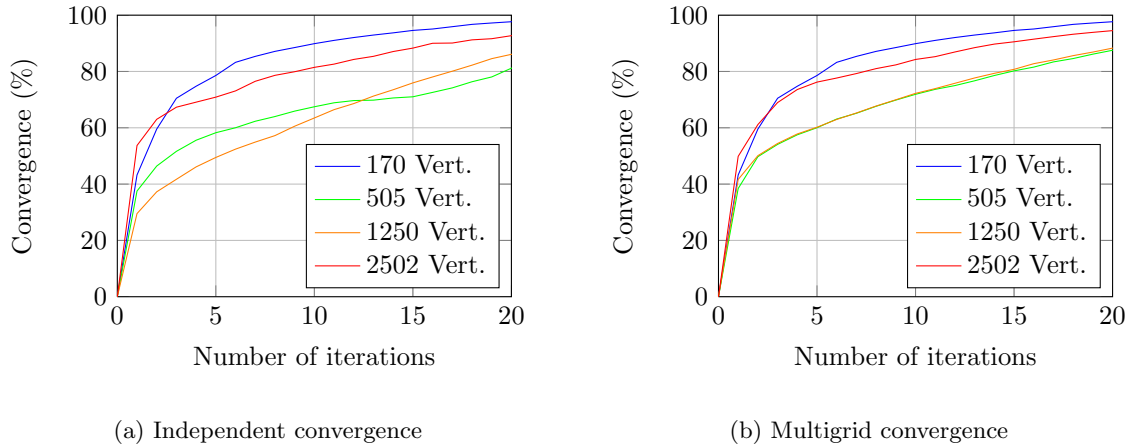 100
80
60
40
20
0
Convergence (%)
0 5 10 15 20
Number of iterations
170 Vert.
505 Vert.
1250 Vert.
2502 Vert.
(a) Independent convergence
100
80
60
40
20
0
Convergence (%)
0 5 10 15 20
Number of iterations
170 Vert.
505 Vert.
1250 Vert.
2502 Vert.
(b) Multigrid convergence